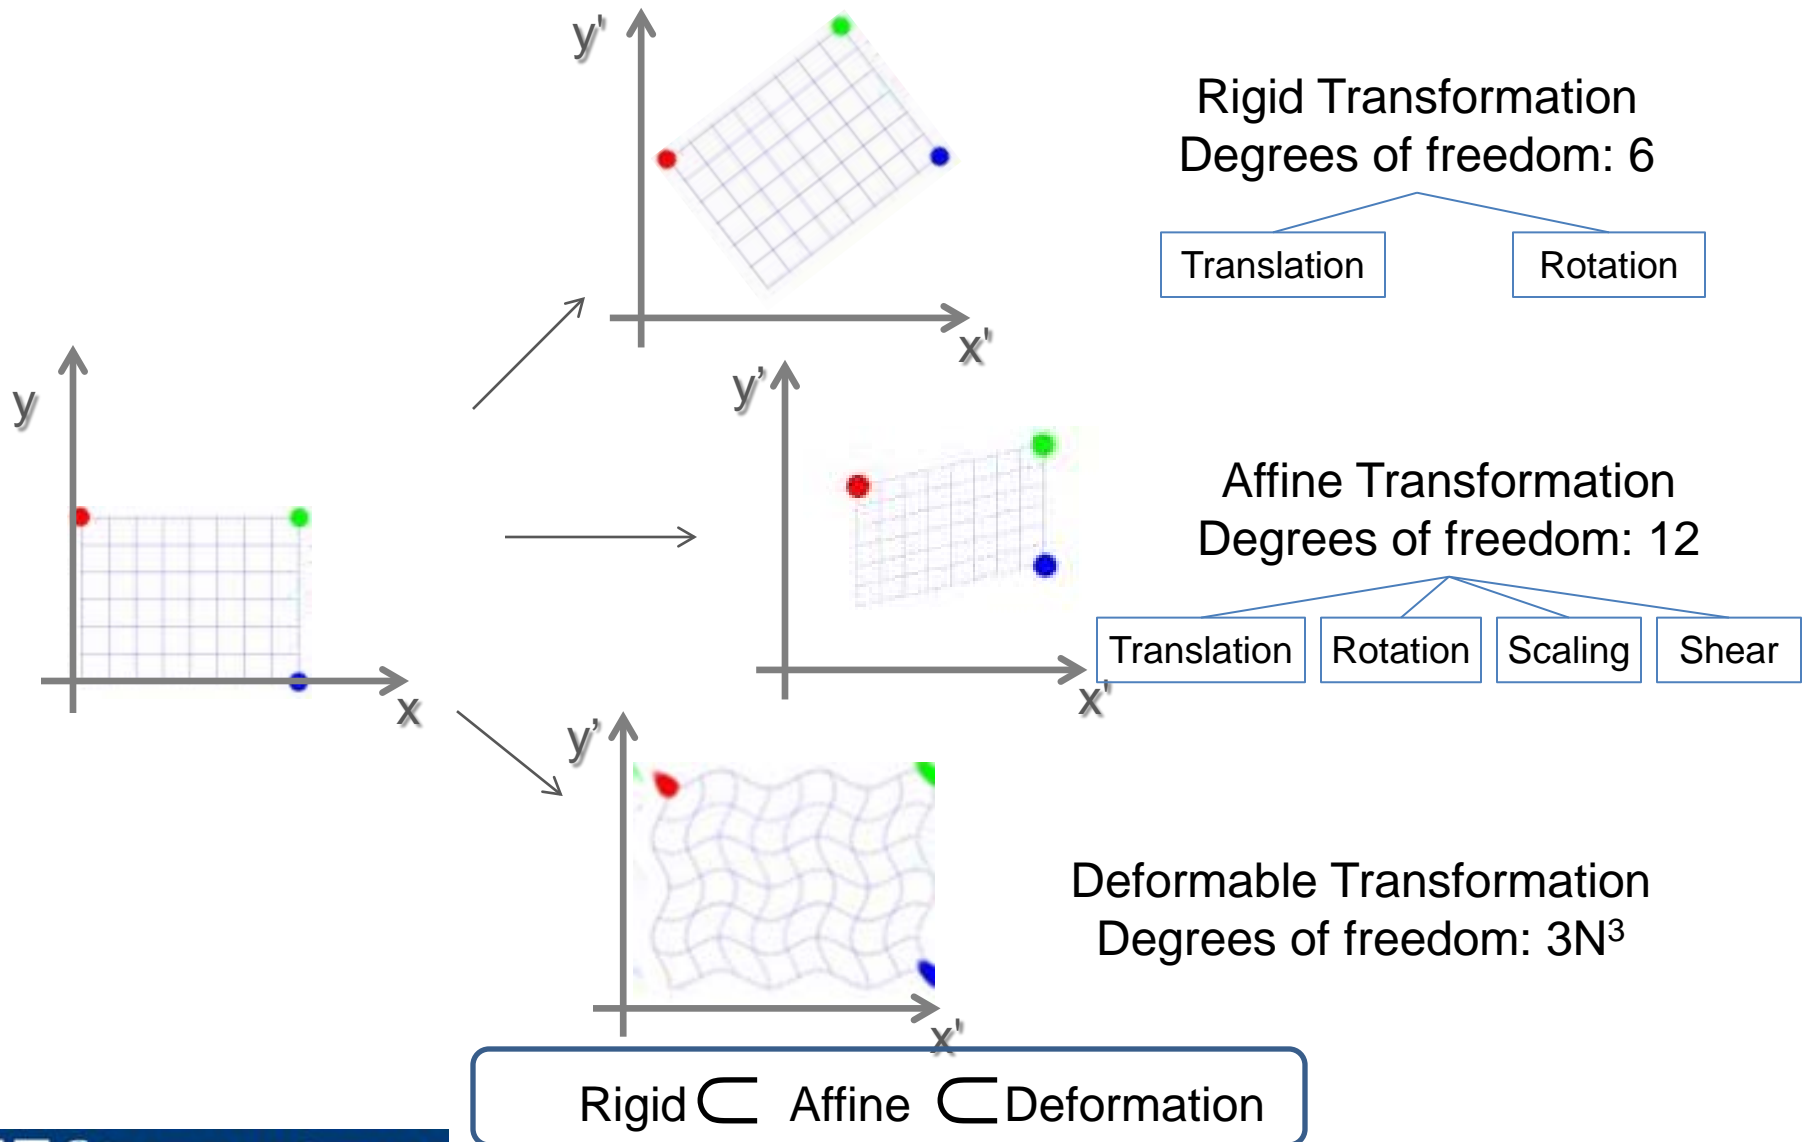 y'
x'
Rigid Transformation
Degrees of freedom: 6
Translation Rotation
y
x
y’
x'
Affine Transformation
Degrees of freedom: 12
Translation Rotation Scaling Shear
y’
x'
Deformable Transformation
Degrees of freedom: 3N³
Rigid ⊂ Affine ⊂ Deformation